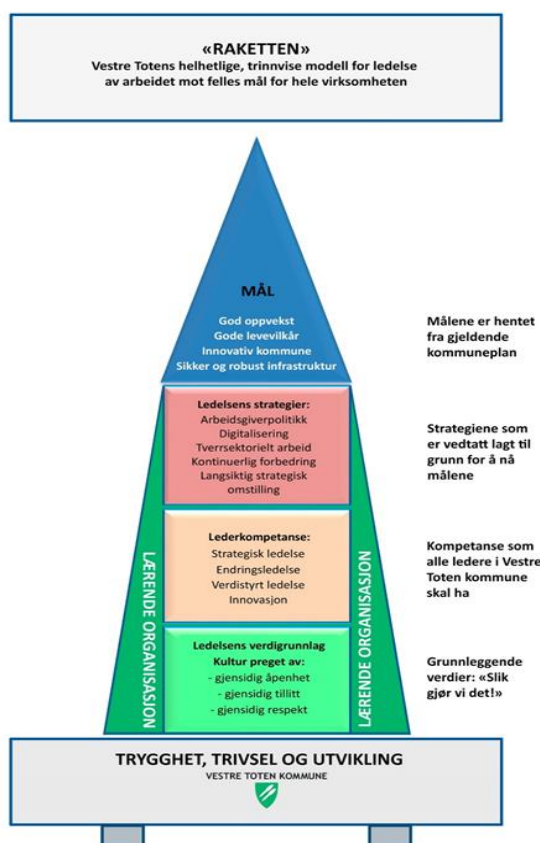 «RAKETTEN»
Vestre Totens helhetlige, trinnvise modell for ledelse
av arbeidet mot felles mål for hele virksomheten
MÅL
God oppvekst
Gode levevilkår
Innovativ kommune
Sikker og robust infrastruktur
Målene er hentet
fra gjeldende
kommuneplan
Ledelsens strategier:
Arbeidsgiverpolitikk
Digitalisering
Tverrsektorielt arbeid
Kontinuerlig forbedring
Langsiktig strategisk
omstilling
Strategiene som
er vedtatt lagt til
grunn for å nå
målene
Lederkompetanse:
Strategisk ledelse
Endringsledelse
Verdistyrt ledelse
Innovasjon
Kompetanse som
alle ledere i Vestre
Toten kommune
skal ha
Ledelsens verdigrunnlag
Kultur preget av:
- gjensidig åpenhet
- gjensidig tillitt
- gjensidig respekt
Grunnleggende
verdier: «Slik
gjør vi det!»
LÆRENDE ORGANISASJON
LÆRENDE ORGANISASJON
TRYGGHET, TRIVSEL OG UTVIKLING
VESTRE TOTEN KOMMUNE